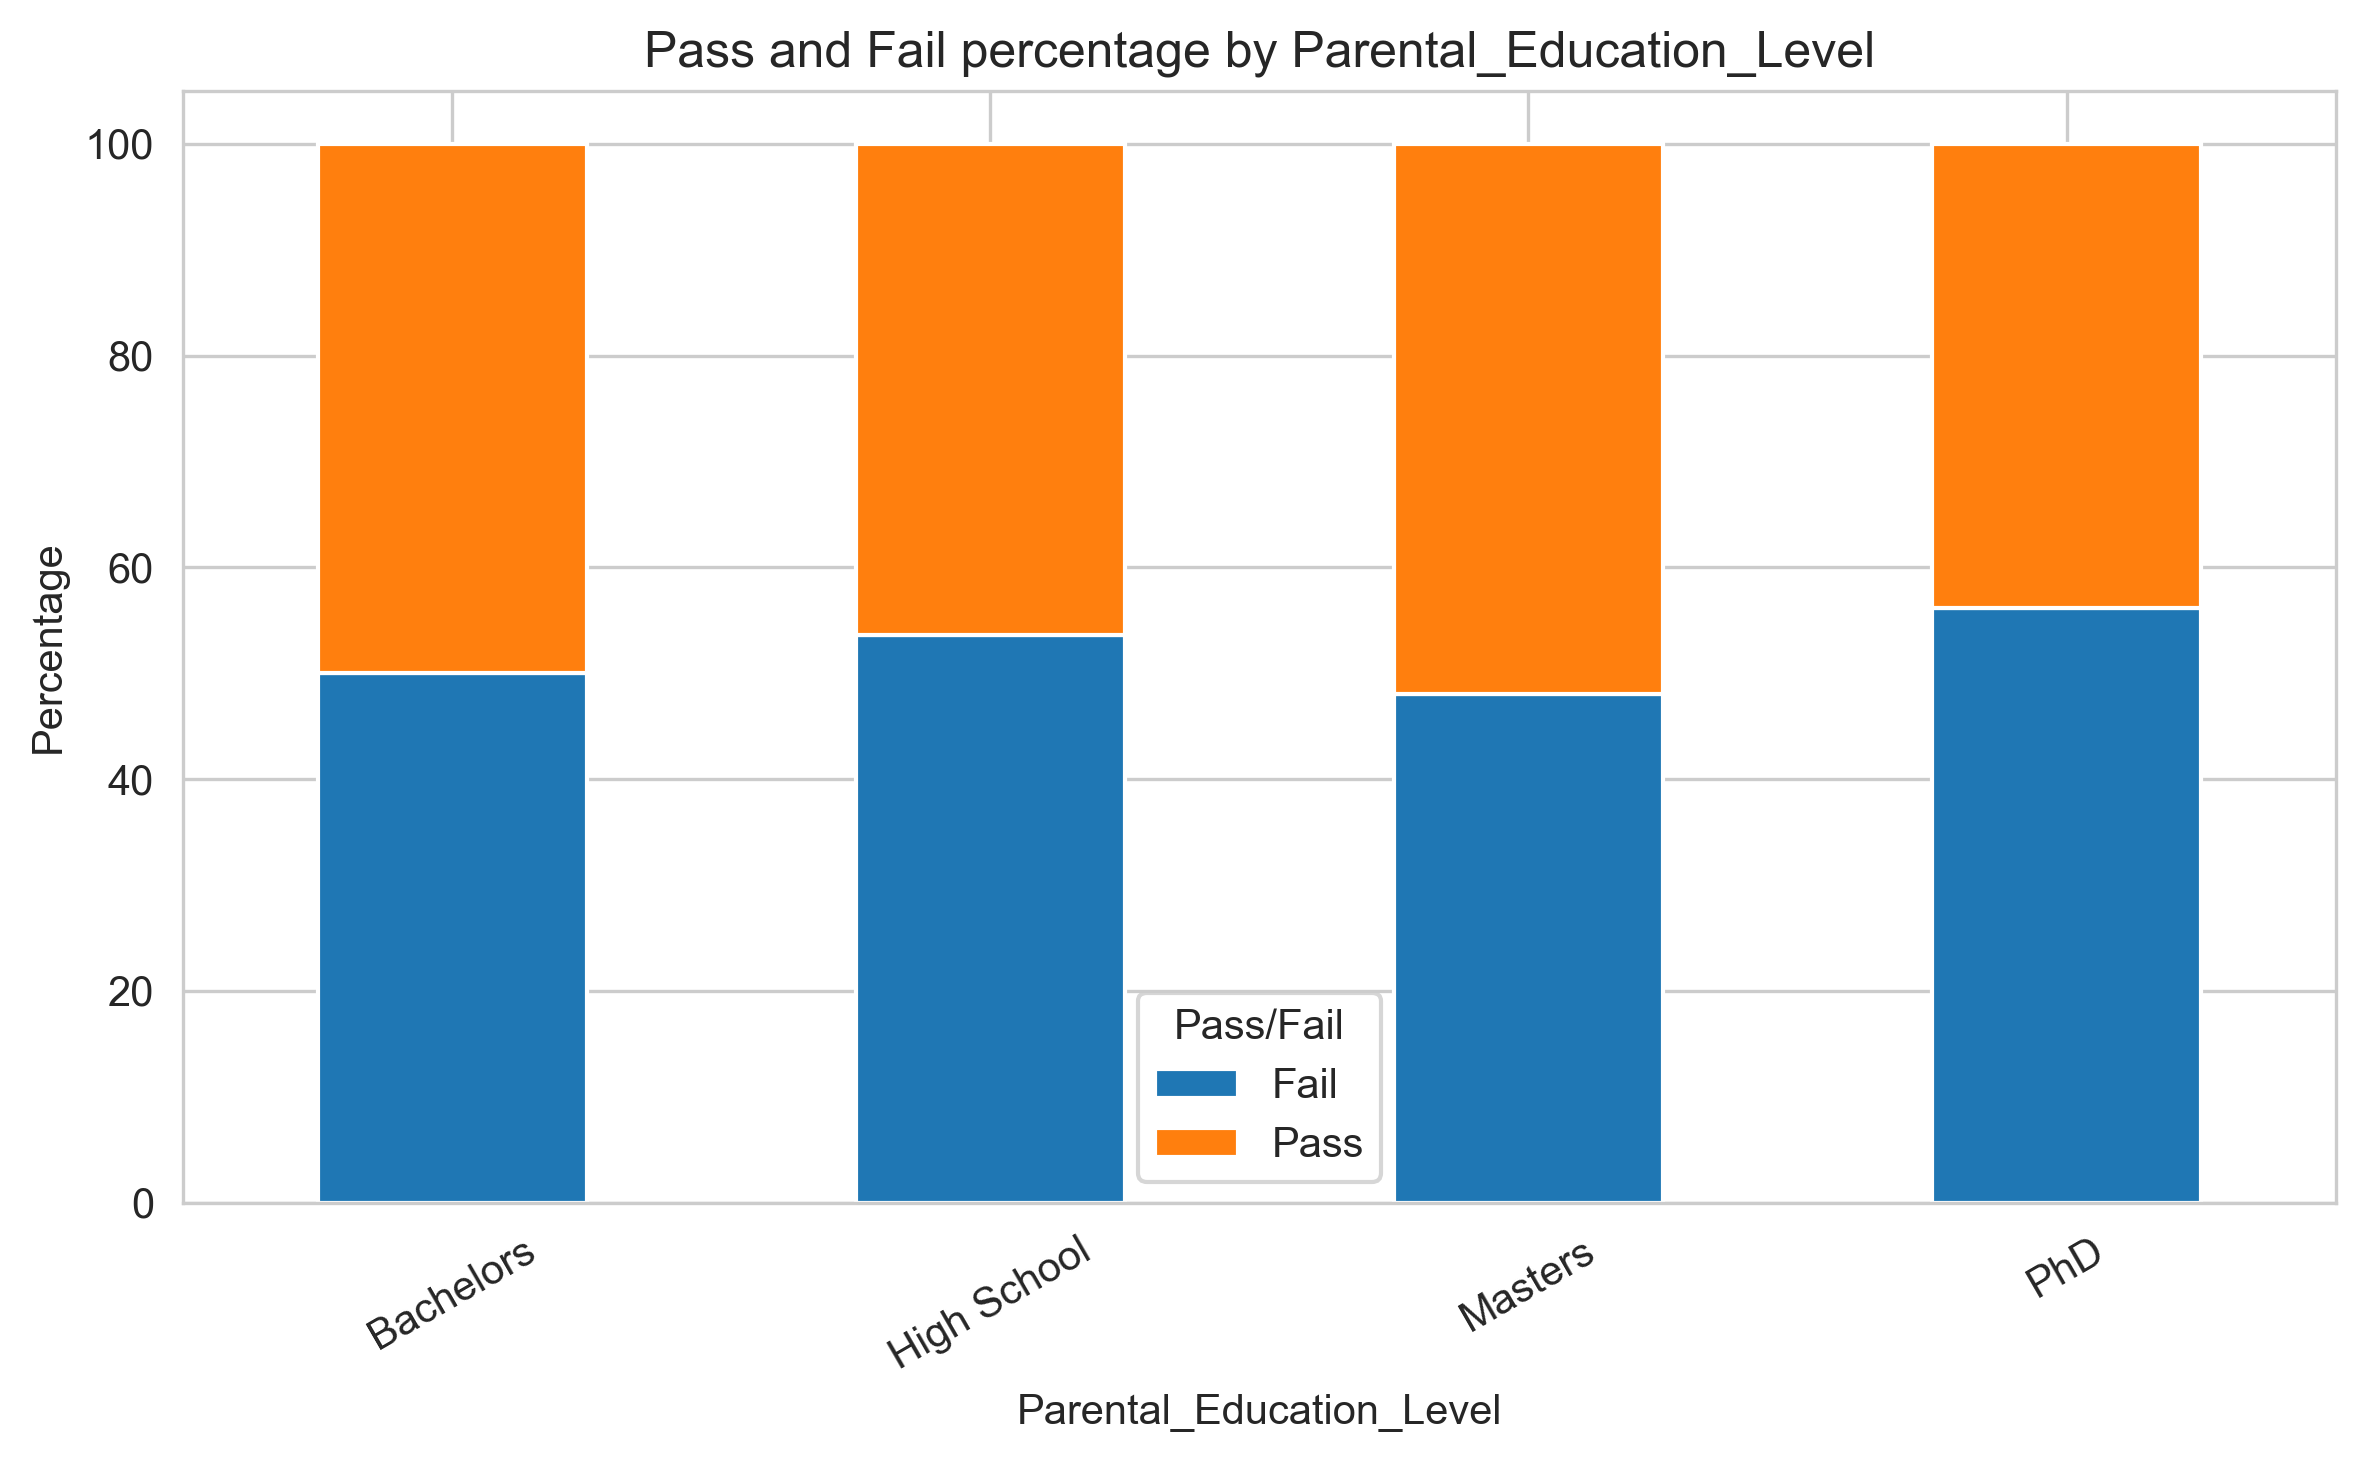 Pass and Fail percentage by Parental_Education_Level
100
80
60
40
20
0
Percentage
Pass/Fail
Fail
Pass
Bachelors
High School
Masters
PhD
Parental_Education_Level